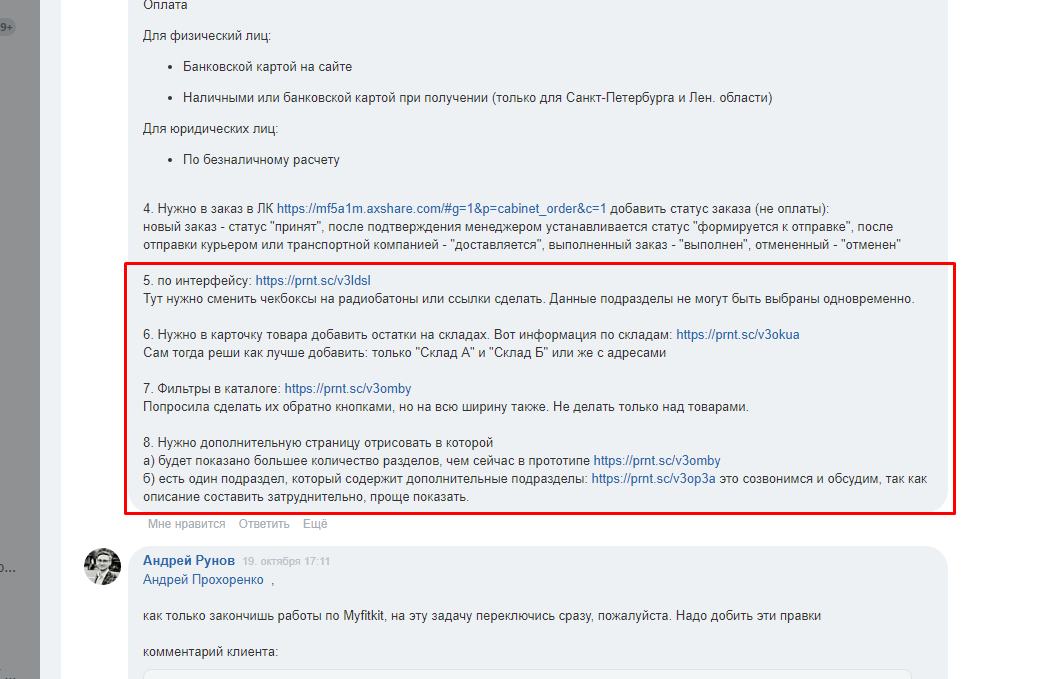 Оплата
9+
Для физический лиц:
Банковской картой на сайте
Наличными или банковской картой при получении (только для Санкт-Петербурга и Лен. области)
Для юридических лиц:
По безналичному расчету
4. Нужно в заказ в ЛК https://mf5a1m.axshare.com/#g=1&p=cabinet_order&c=1 добавить статус заказа (не оплаты):
новый заказ - статус "принят", после подтверждения менеджером устанавливается статус "формируется к отправке", после
отправки курьером или транспортной компанией - "доставляется", выполненный заказ - "выполнен", отмененный - "отменен"
5. по интерфейсу: https://prnt.sc/v3ldsl
Тут нужно сменить чекбоксы на радиобатоны или ссылки сделать. Данные подразделы не могут быть выбраны одновременно.
6. Нужно в карточку товара добавить остатки на складах. Вот информация по складам: https://prnt.sc/v3okua
Сам тогда реши как лучше добавить: только "Склад А" и "Склад Б" или же с адресами
7. Фильтры в каталоге: https://prnt.sc/v3omby
Попросила сделать их обратно кнопками, но на всю ширину также. Не делать только над товарами.
8. Нужно дополнительную страницу отрисовать в которой
а) будет показано большее количество разделов, чем сейчас в прототипе https://prnt.sc/v3omby
б) есть один подраздел, который содержит дополнительные подразделы: https://prnt.sc/v3op3a это созвонимся и обсудим, так как
описание составить затруднительно, проще показать.
Мне нравится Ответить Ещё
Андрей Рунов 19. октября 17:11
Андрей Прохоренко ,
как только закончишь работы по Myfitkit, на эту задачу переключись сразу, пожалуйста. Надо добить эти правки
комментарий клиента: